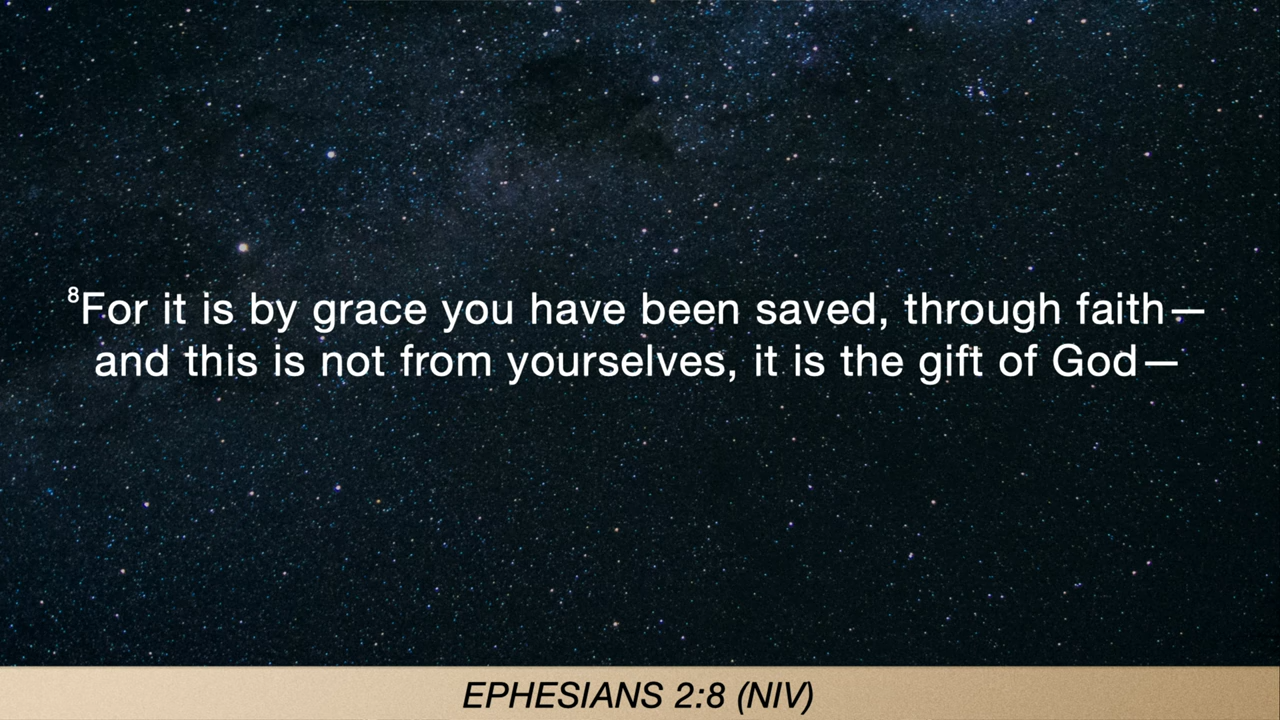 ⁸For it is by grace you have been saved, through faith—
and this is not from yourselves, it is the gift of God—
EPHESIANS 2:8 (NIV)